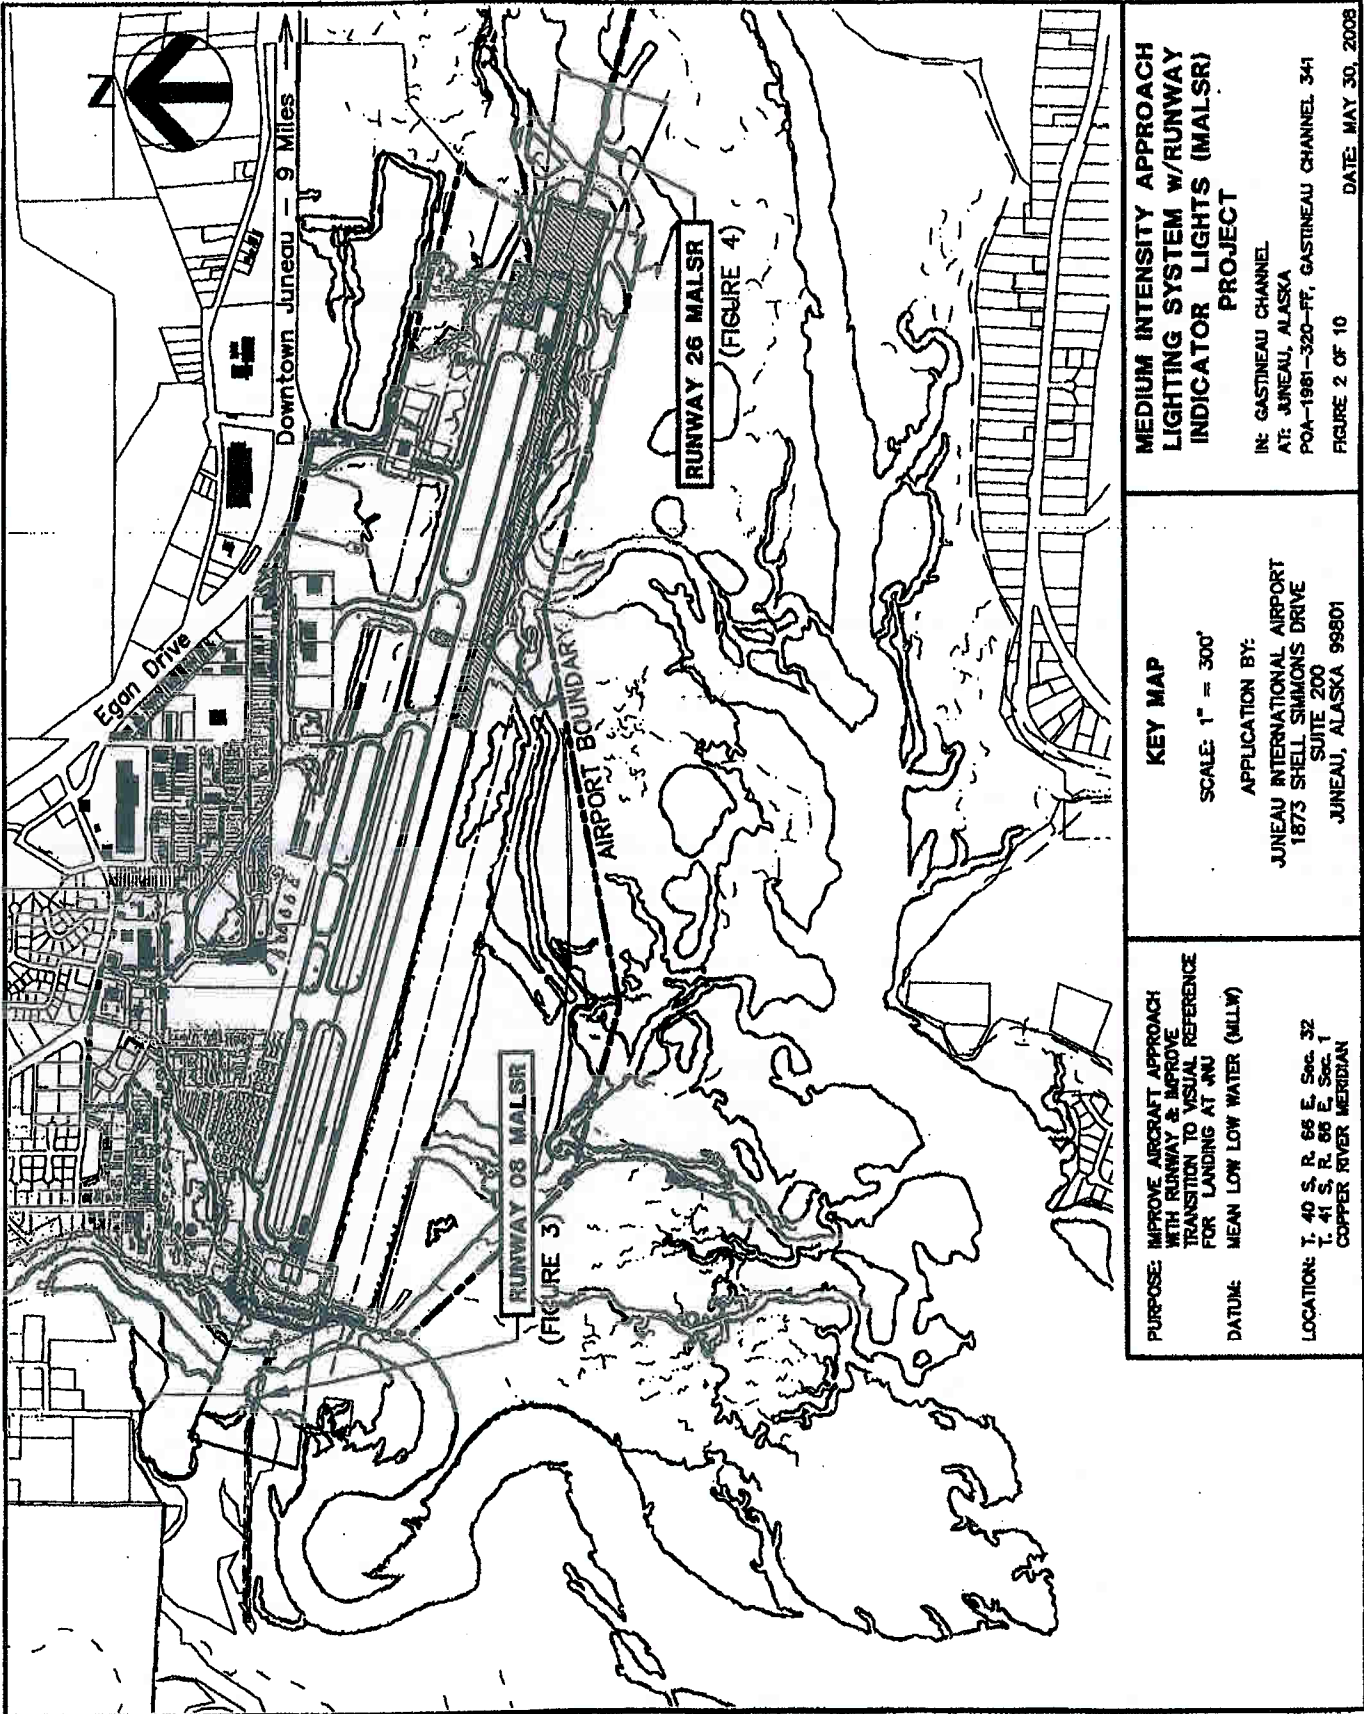 N
Downtown Juneau - 9 Miles
Egan Drive
AIRPORT BOUNDARY
RUNWAY 26 MALSR
(FIGURE 4)
RUNWAY 08 MALSR
(FIGURE 3)
PURPOSE: IMPROVE AIRCRAFT APPROACH
WITH RUNWAY & IMPROVE
TRANSITION TO VISUAL REFERENCE
FOR LANDING AT JNU
DATUM: MEAN LOW LOW WATER (MLLW)
LOCATION: T. 40 S, R. 66 E, Sec. 32
T. 41 S, R. 66 E, Sec. 1
COPPER RIVER MERIDIAN
KEY MAP
SCALE: 1" = 300'
APPLICATION BY:
JUNEAU INTERNATIONAL AIRPORT
1873 SHELL SIMMONS DRIVE
SUITE 200
JUNEAU, ALASKA 99801
MEDIUM INTENSITY APPROACH
LIGHTING SYSTEM w/RUNWAY
INDICATOR LIGHTS (MALSR)
PROJECT
IN: GASTINEAU CHANNEL
AT: JUNEAU, ALASKA
POA-1981-320-FF, GASTINEAU CHANNEL 341
FIGURE 2 OF 10 DATE: MAY 30, 2008